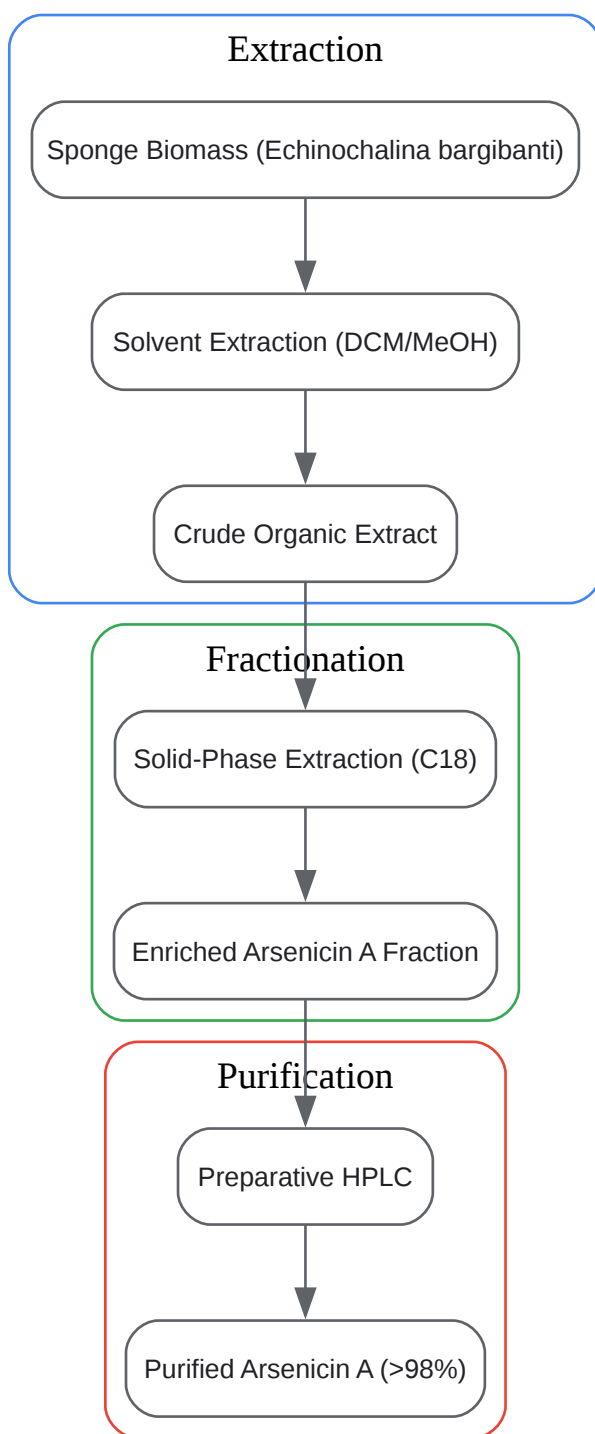 Extraction
Sponge Biomass (Echinochalina bargibanti)
Solvent Extraction (DCM/MeOH)
Crude Organic Extract
Fractionation
Solid-Phase Extraction (C18)
Enriched Arsenicin A Fraction
Purification
Preparative HPLC
Purified Arsenicin A (>98%)